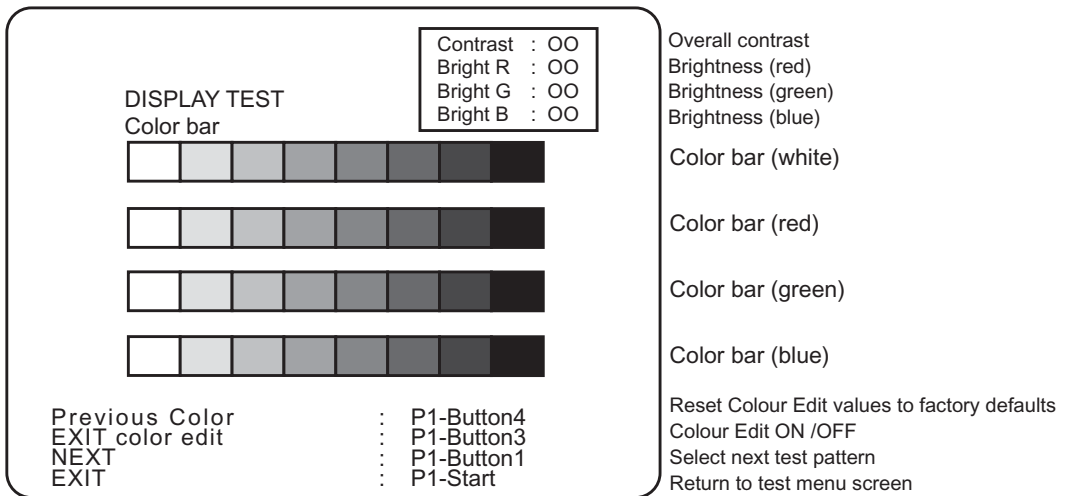 Contrast : OO Overall contrast
Bright R : OO Brightness (red)
Bright G : OO Brightness (green)
Bright B : OO Brightness (blue)
DISPLAY TEST
Color bar
Color bar (white)
Color bar (red)
Color bar (green)
Color bar (blue)
Previous Color : P1-Button4 Reset Colour Edit values to factory defaults
EXIT color edit : P1-Button3 Colour Edit ON /OFF
NEXT : P1-Button1 Select next test pattern
EXIT : P1-Start Return to test menu screen